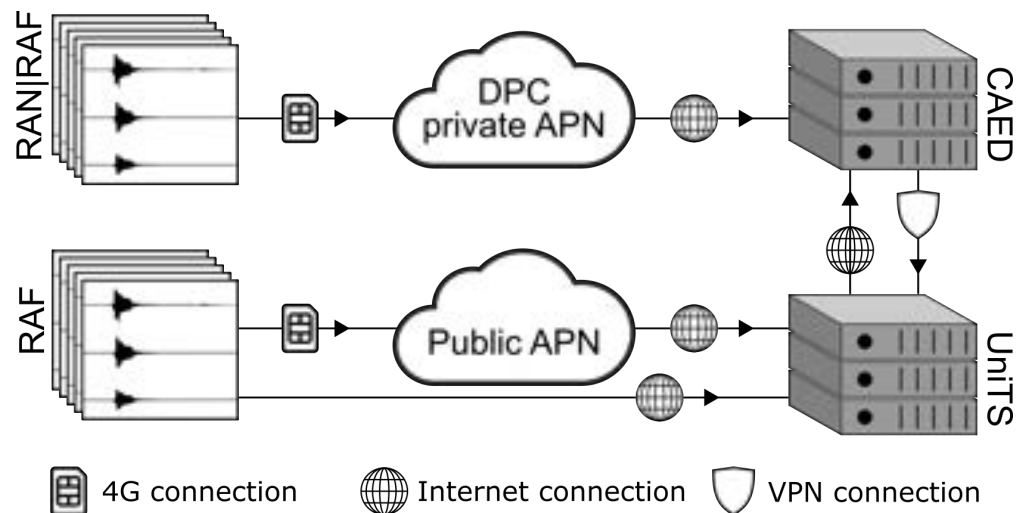 RAN|RAF
DPC
private APN
CAED
RAF
Public APN
UniTS
4G connection
Internet connection
VPN connection